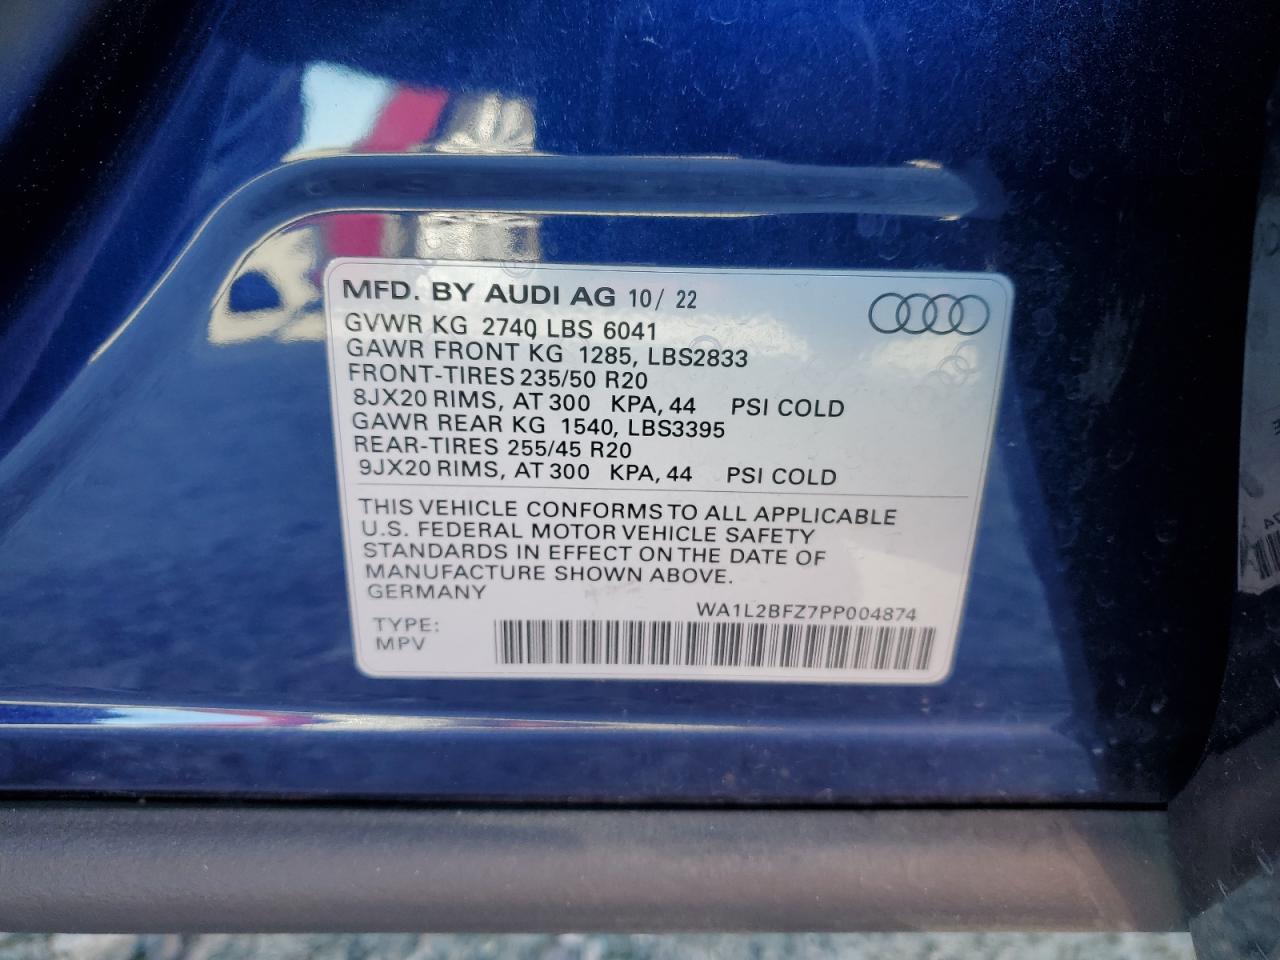 MFD. BY AUDI AG 10/ 22
GVWR KG 2740 LBS 6041
GAWR FRONT KG 1285, LBS2833
FRONT-TIRES 235/50 R20
8JX20 RIMS, AT 300 KPA, 44 PSI COLD
GAWR REAR KG 1540, LBS3395
REAR-TIRES 255/45 R20
9JX20 RIMS, AT 300 KPA, 44 PSI COLD
THIS VEHICLE CONFORMS TO ALL APPLICABLE
U.S. FEDERAL MOTOR VEHICLE SAFETY
STANDARDS IN EFFECT ON THE DATE OF
MANUFACTURE SHOWN ABOVE.
GERMANY
WA1L2BFZ7PP004874
TYPE:
MPV